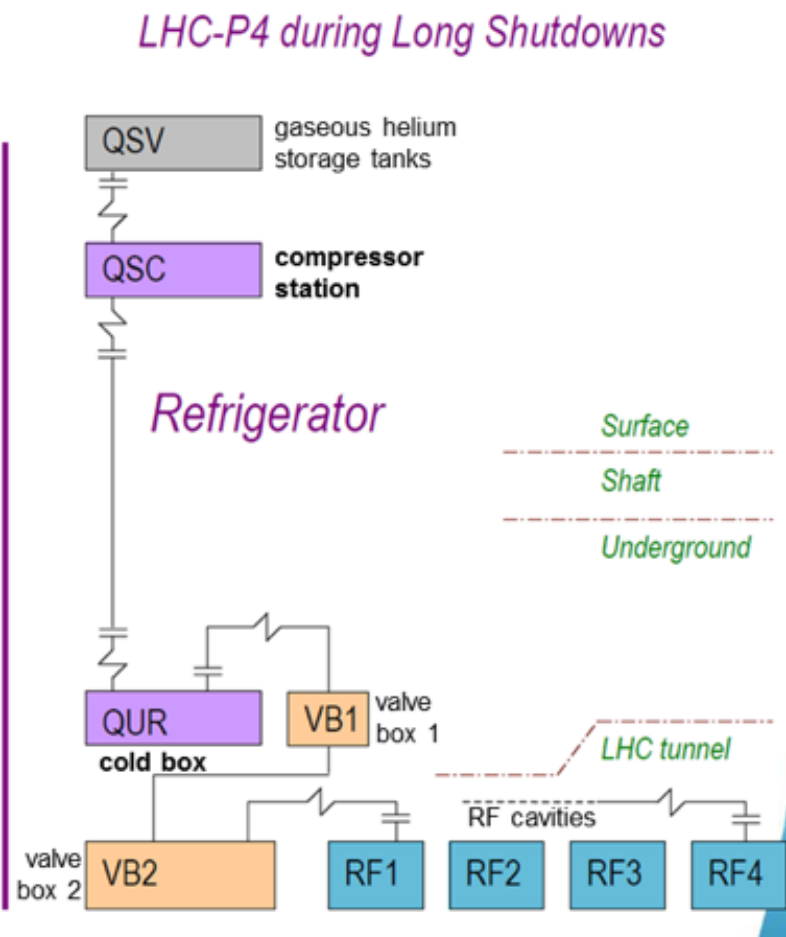 LHC-P4 during Long Shutdowns
QSV
gaseous helium
storage tanks
QSC
compressor
station
Refrigerator
Surface
Shaft
Underground
QUR
cold box
VB1
valve
box 1
LHC tunnel
RF cavities
valve
box 2
VB2
RF1
RF2
RF3
RF4